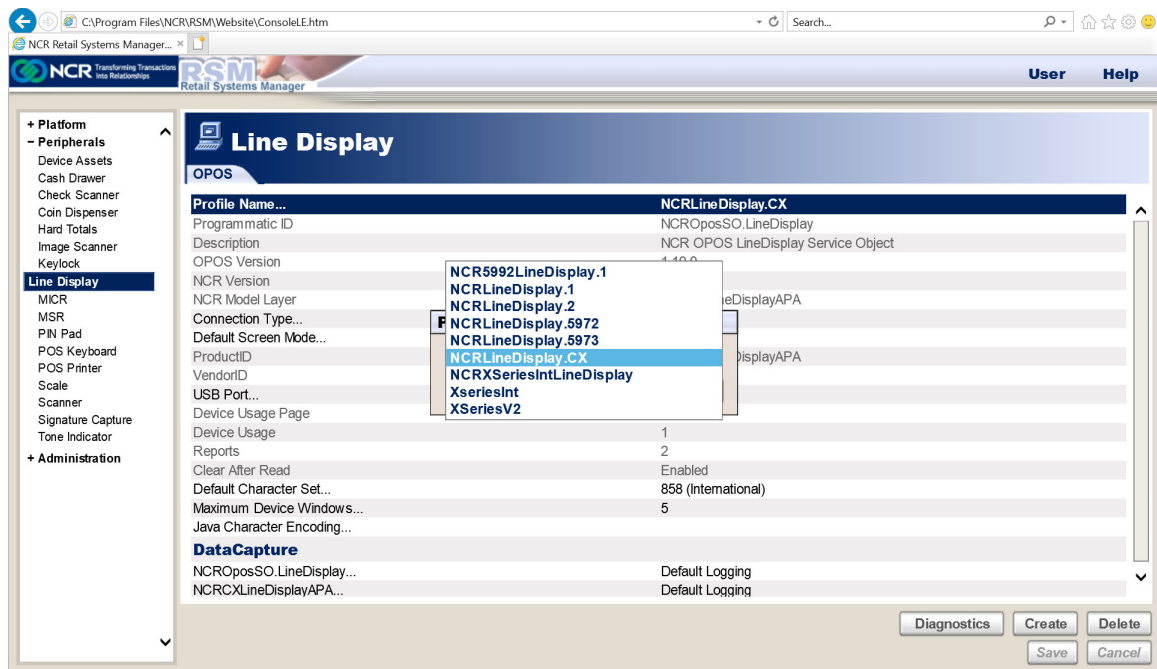 C:\Program Files\NCR\RSM\Website\ConsoleLE.htm
Search...
NCR Retail Systems Manager...
NCR Transforming Transactions into Relationships
RSM
Retail Systems Manager
User Help
+ Platform
− Peripherals
Device Assets
Cash Drawer
Check Scanner
Coin Dispenser
Hard Totals
Image Scanner
Keylock
Line Display
MICR
MSR
PIN Pad
POS Keyboard
POS Printer
Scale
Scanner
Signature Capture
Tone Indicator
+ Administration
Line Display
OPOS
Profile Name... NCRLineDisplay.CX
Programmatic ID NCROposSO.LineDisplay
Description NCR OPOS LineDisplay Service Object
OPOS Version
NCR Version
NCR Model Layer eDisplayAPA
Connection Type...
Default Screen Mode...
ProductID DisplayAPA
VendorID
USB Port...
Device Usage Page
Device Usage 1
Reports 2
Clear After Read Enabled
Default Character Set... 858 (International)
Maximum Device Windows... 5
Java Character Encoding...
DataCapture
NCROposSO.LineDisplay... Default Logging
NCRCXLineDisplayAPA... Default Logging
NCR5992LineDisplay.1
NCRLineDisplay.1
NCRLineDisplay.2
NCRLineDisplay.5972
NCRLineDisplay.5973
NCRLineDisplay.CX
NCRXSeriesIntLineDisplay
XseriesInt
XSeriesV2
Diagnostics Create Delete
Save Cancel